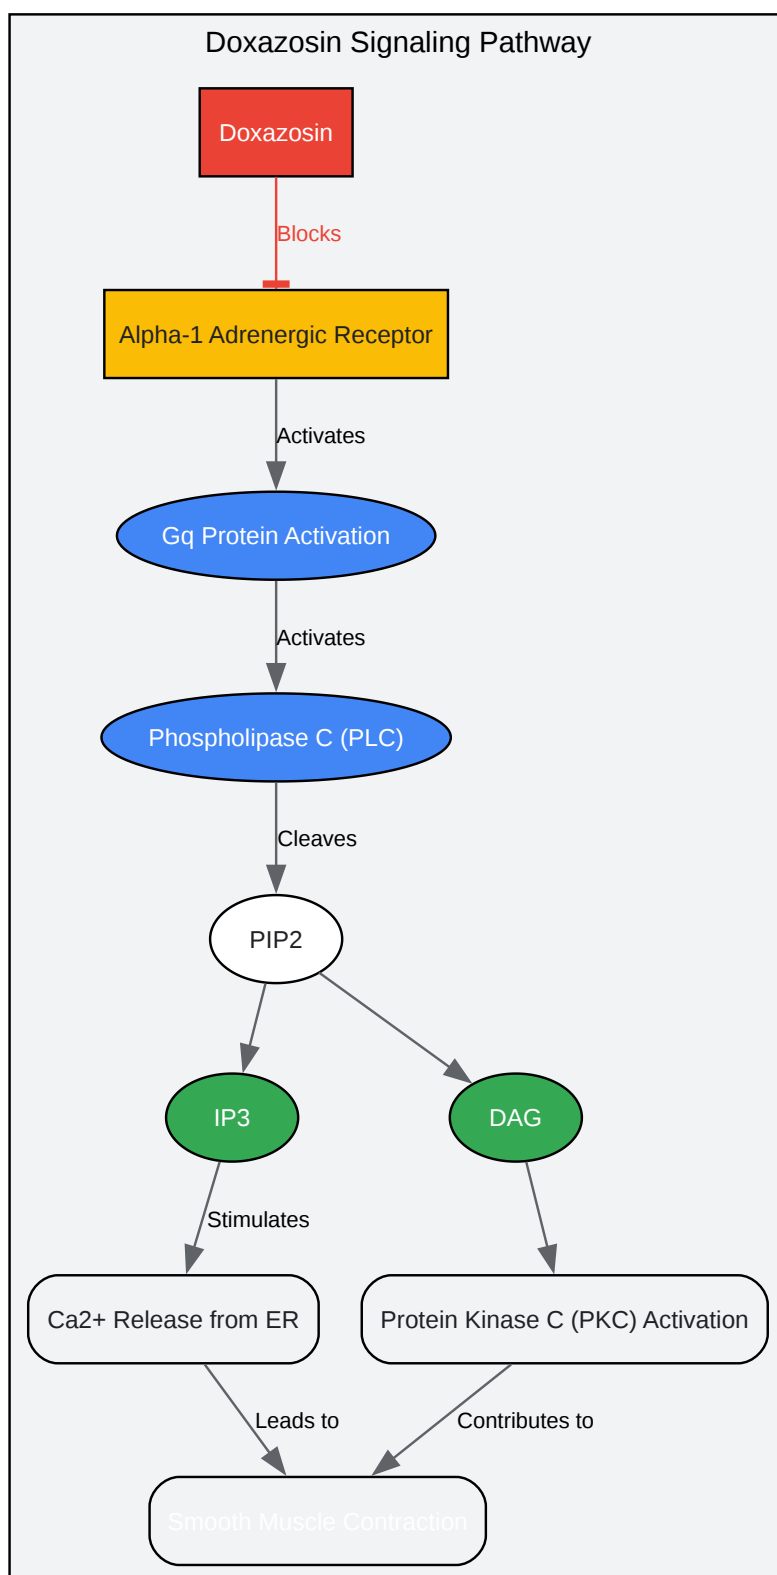 Doxazosin Signaling Pathway
Doxazosin
Blocks
Alpha-1 Adrenergic Receptor
Activates
Gq Protein Activation
Activates
Phospholipase C (PLC)
Cleaves
PIP2
IP3
DAG
Stimulates
Ca2+ Release from ER
Protein Kinase C (PKC) Activation
Leads to
Contributes to
Smooth Muscle Contraction